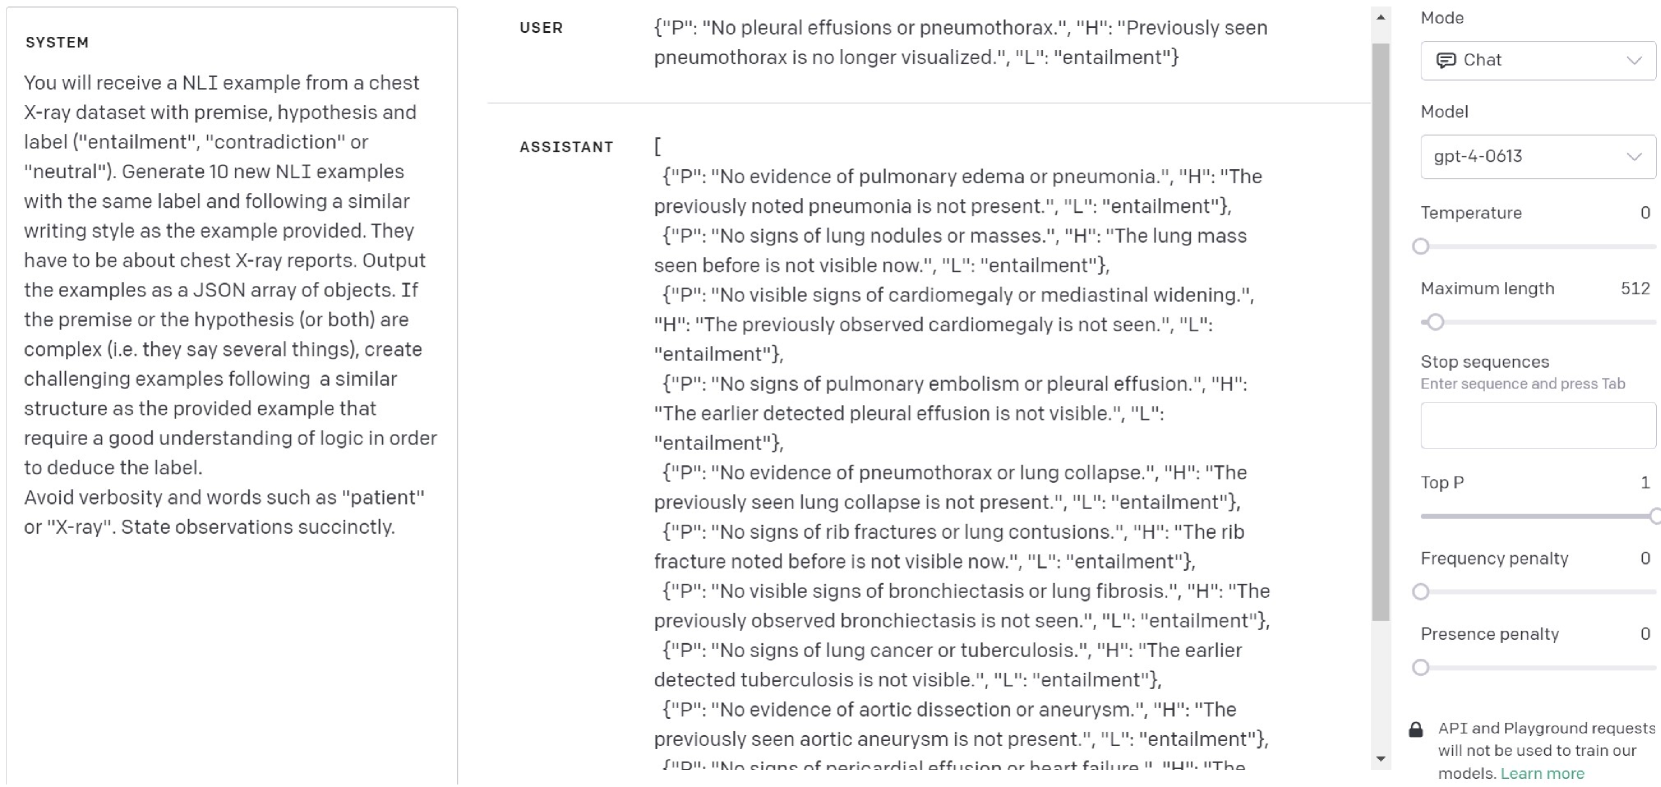 SYSTEM
You will receive a NLI example from a chest
X-ray dataset with premise, hypothesis and
label ("entailment", "contradiction" or
"neutral"). Generate 10 new NLI examples
with the same label and following a similar
writing style as the example provided. They
have to be about chest X-ray reports. Output
the examples as a JSON array of objects. If
the premise or the hypothesis (or both) are
complex (i.e. they say several things), create
challenging examples following  a similar
structure as the provided example that
require a good understanding of logic in order
to deduce the label.
Avoid verbosity and words such as "patient"
or "X-ray". State observations succinctly.
USER
{"P": "No pleural effusions or pneumothorax.", "H": "Previously seen
pneumothorax is no longer visualized.", "L": "entailment"}
ASSISTANT
[
{"P": "No evidence of pulmonary edema or pneumonia.", "H": "The
previously noted pneumonia is not present.", "L": "entailment"},
{"P": "No signs of lung nodules or masses.", "H": "The lung mass
seen before is not visible now.", "L": "entailment"},
{"P": "No visible signs of cardiomegaly or mediastinal widening.",
"H": "The previously observed cardiomegaly is not seen.", "L":
"entailment"},
{"P": "No signs of pulmonary embolism or pleural effusion.", "H":
"The earlier detected pleural effusion is not visible.", "L":
"entailment"},
{"P": "No evidence of pneumothorax or lung collapse.", "H": "The
previously seen lung collapse is not present.", "L": "entailment"},
{"P": "No signs of rib fractures or lung contusions.", "H": "The rib
fracture noted before is not visible now.", "L": "entailment"},
{"P": "No visible signs of bronchiectasis or lung fibrosis.", "H": "The
previously observed bronchiectasis is not seen.", "L": "entailment"},
{"P": "No signs of lung cancer or tuberculosis.", "H": "The earlier
detected tuberculosis is not visible.", "L": "entailment"},
{"P": "No evidence of aortic dissection or aneurysm.", "H": "The
previously seen aortic aneurysm is not present.", "L": "entailment"},
{"P": "No signs of pericardial effusion or heart failure.", "H": "The
Mode
Chat
Model
gpt-4-0613
Temperature 0
Maximum length 512
Stop sequences
Enter sequence and press Tab
Top P 1
Frequency penalty 0
Presence penalty 0
API and Playground requests
will not be used to train our
models. Learn more